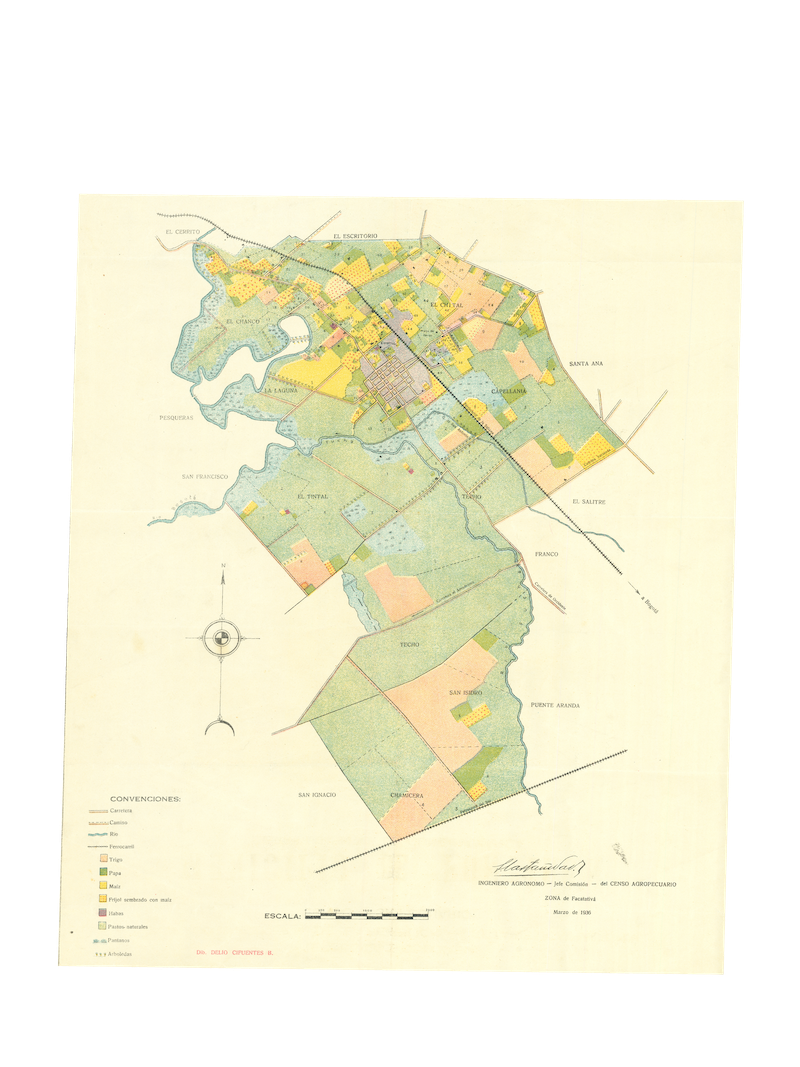 EL CERRITO
EL ESCRITORIO
EL CHITAL
EL CHANCO
SANTA ANA
LA LAGUNA
CAPELLANIA
PESQUERAS
SAN FRANCISCO
EL TINTAL
TECHO
EL SALITRE
FRANCO
A Bogotá
TECHO
SAN ISIDRO
PUENTE ARANDA
SAN IGNACIO
CHAMICERA
N
CONVENCIONES:
Carretera
Camino
Río
Ferrocarril
Trigo
Papa
Maíz
Fríjol sembrado con maíz
Habas
Pastos naturales
Pantanos
Arboledas
ESCALA:
INGENIERO AGRONOMO — Jefe Comisión — del CENSO AGROPECUARIO
ZONA de Facatativá
Marzo de 1936
Dib. DELIO CIFUENTES R.